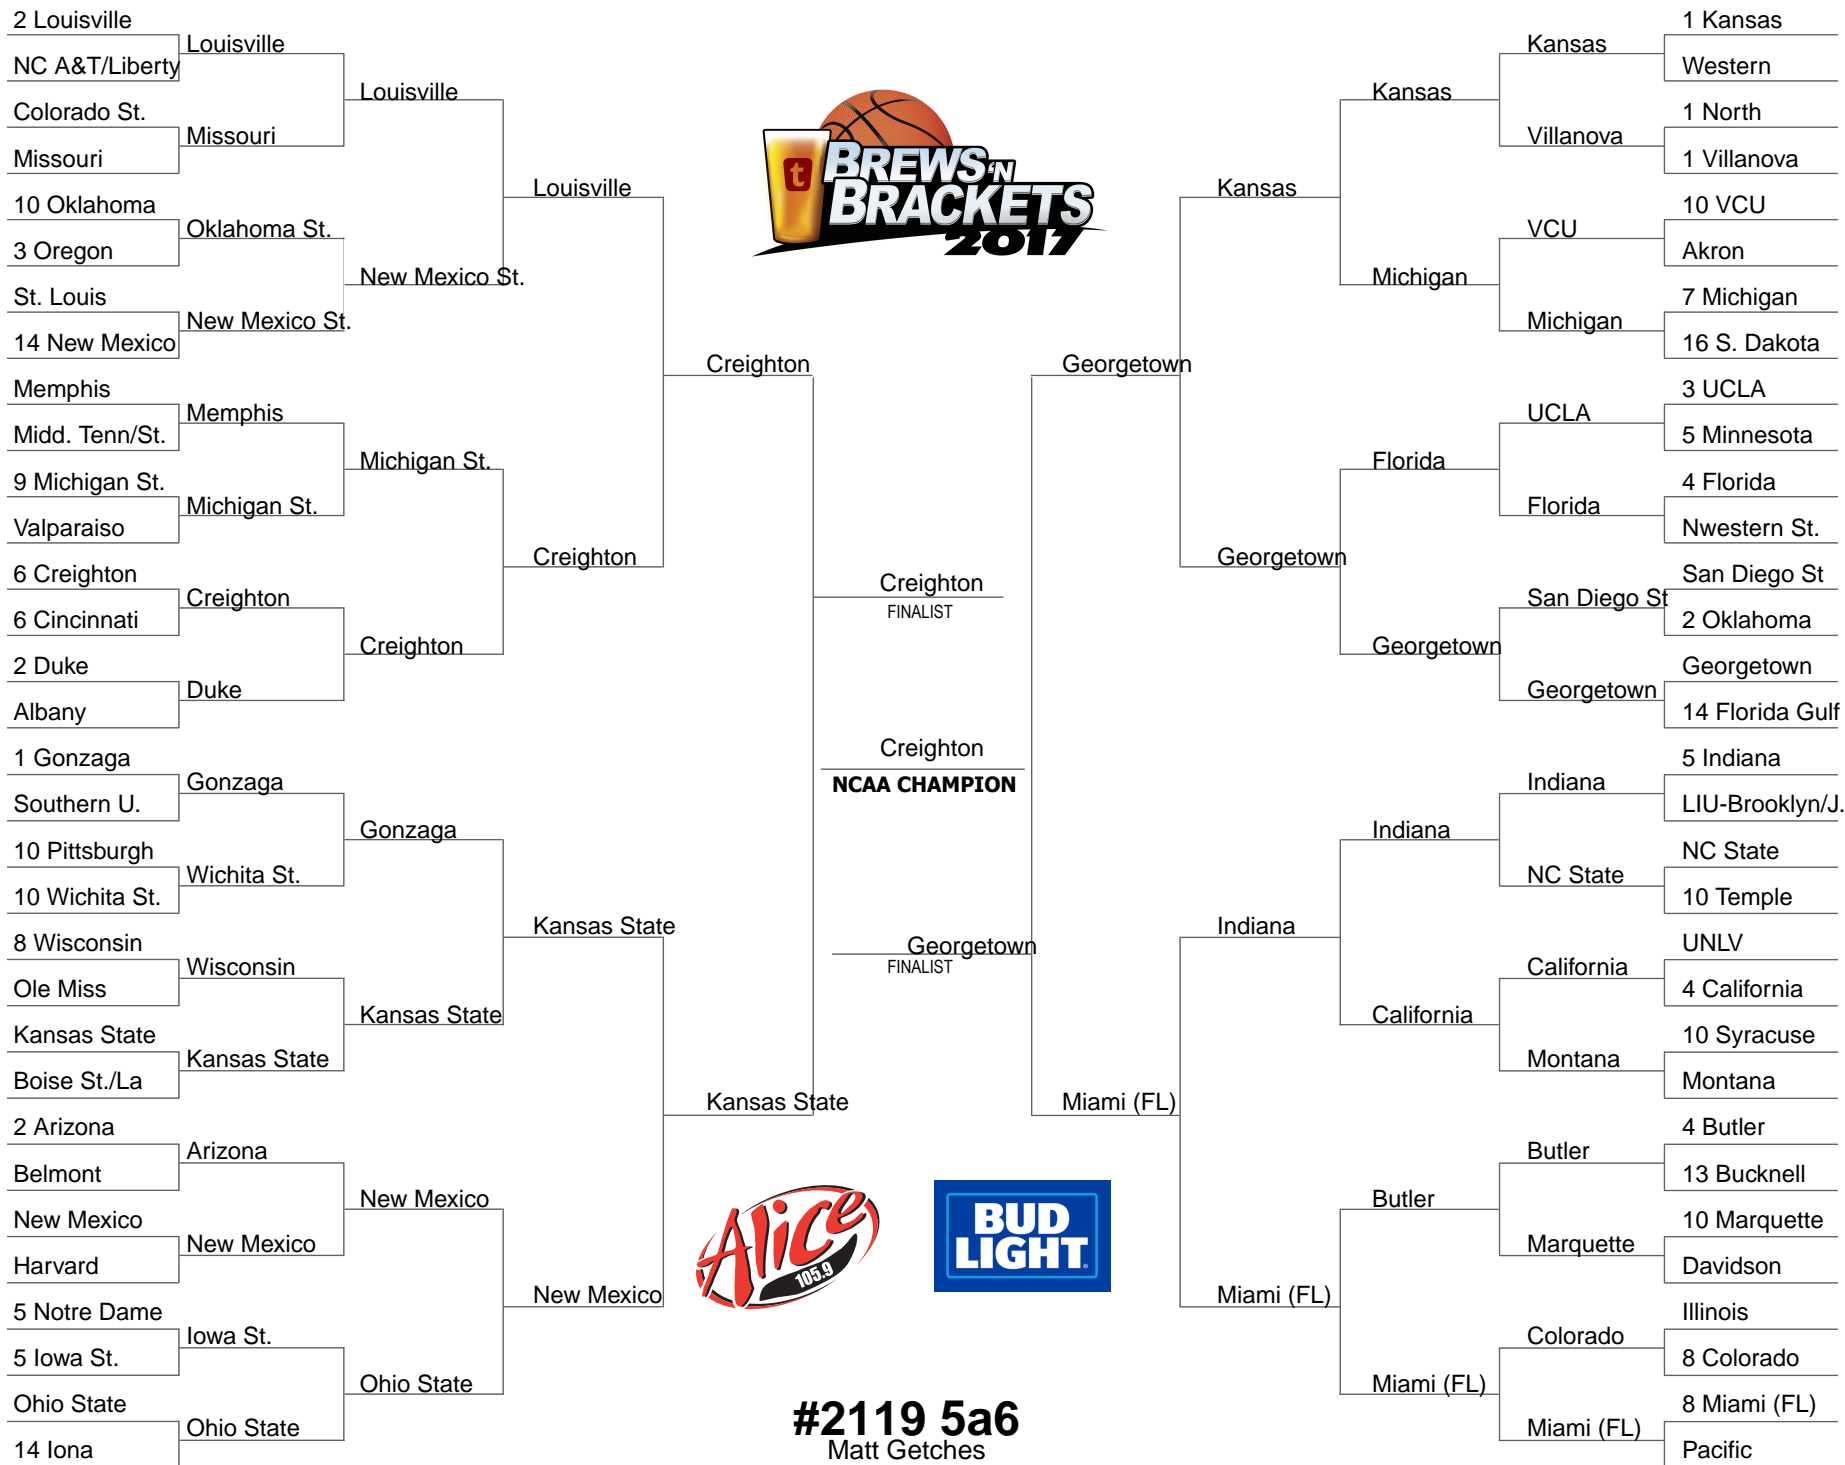 2 Louisville
NC A&T/Liberty
Colorado St.
Missouri
10 Oklahoma
3 Oregon
St. Louis
14 New Mexico
Memphis
Midd. Tenn/St.
9 Michigan St.
Valparaiso
6 Creighton
6 Cincinnati
2 Duke
Albany
1 Gonzaga
Southern U.
10 Pittsburgh
10 Wichita St.
8 Wisconsin
Ole Miss
Kansas State
Boise St./La
2 Arizona
Belmont
New Mexico
Harvard
5 Notre Dame
5 Iowa St.
Ohio State
14 Iona
Louisville
Missouri
Oklahoma St.
New Mexico St.
Memphis
Michigan St.
Creighton
Duke
Gonzaga
Wichita St.
Wisconsin
Kansas State
Arizona
New Mexico
Iowa St.
Ohio State
Louisville
New Mexico St.
Michigan St.
Creighton
Gonzaga
Kansas State
New Mexico
Ohio State
Louisville
Creighton
Kansas State
New Mexico
Creighton
Kansas State
t
BREWS 'N
BRACKETS
2017
Creighton
FINALIST
Creighton
NCAA CHAMPION
Georgetown
FINALIST
Alice
105.9
BUD
LIGHT
#2119 5a6
Matt Getches
Georgetown
Miami (FL)
Kansas
Georgetown
Indiana
Miami (FL)
Kansas
Michigan
Florida
Georgetown
Indiana
California
Butler
Miami (FL)
Kansas
Villanova
VCU
Michigan
UCLA
Florida
San Diego St
Georgetown
Indiana
NC State
California
Montana
Butler
Marquette
Colorado
Miami (FL)
1 Kansas
Western
1 North
1 Villanova
10 VCU
Akron
7 Michigan
16 S. Dakota
3 UCLA
5 Minnesota
4 Florida
Nwestern St.
San Diego St
2 Oklahoma
Georgetown
14 Florida Gulf
5 Indiana
LIU-Brooklyn/J.
NC State
10 Temple
UNLV
4 California
10 Syracuse
Montana
4 Butler
13 Bucknell
10 Marquette
Davidson
Illinois
8 Colorado
8 Miami (FL)
Pacific